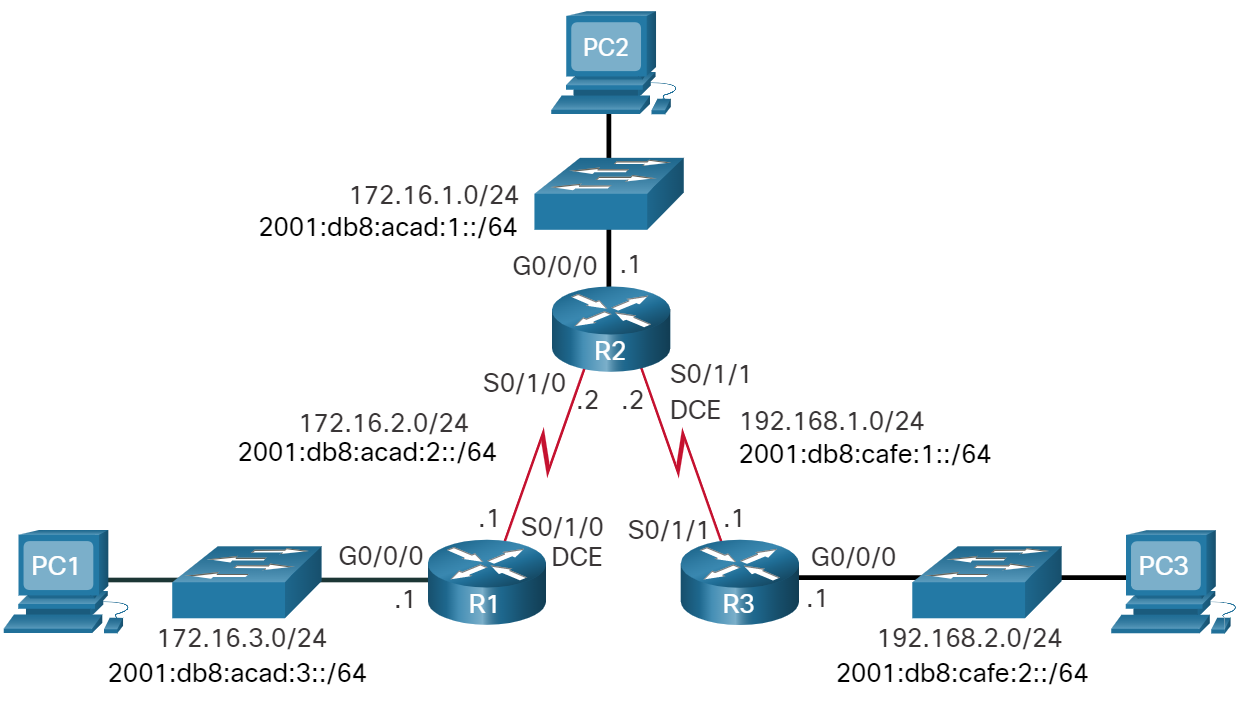 PC2
172.16.1.0/24
2001:db8:acad:1::/64
G0/0/0
.1
R2
S0/1/0
.2
.2
S0/1/1
DCE
172.16.2.0/24
2001:db8:acad:2::/64
192.168.1.0/24
2001:db8:cafe:1::/64
.1
S0/1/0
DCE
S0/1/1
.1
PC1
G0/0/0
.1
R1
R3
G0/0/0
.1
PC3
172.16.3.0/24
2001:db8:acad:3::/64
192.168.2.0/24
2001:db8:cafe:2::/64